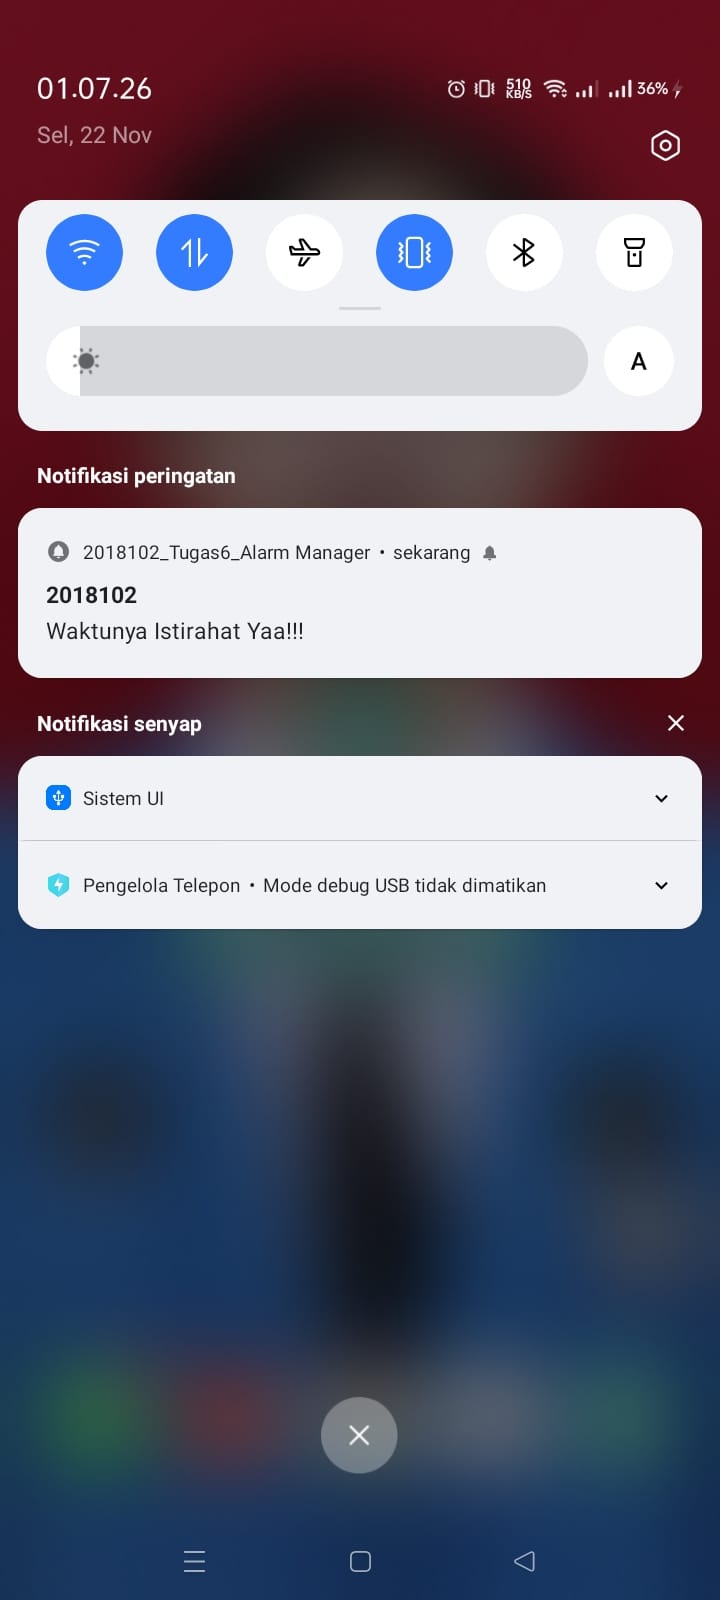 01.07.26
510 KB/S 36%
Sel, 22 Nov
A
Notifikasi peringatan
2018102_Tugas6_Alarm Manager • sekarang
2018102
Waktunya Istirahat Yaa!!!
Notifikasi senyap
Sistem UI
Pengelola Telepon • Mode debug USB tidak dimatikan